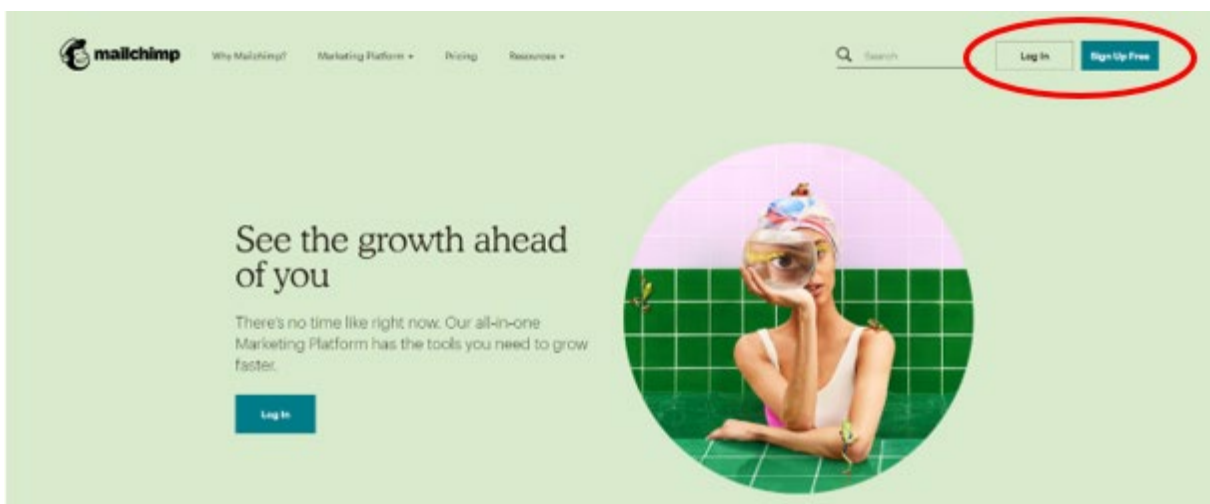 mailchimp
Why Mailchimp?
Marketing Platform
Pricing
Resources
Search
Log In
Sign Up Free
See the growth ahead
of you
There's no time like right now. Our all-in-one
Marketing Platform has the tools you need to grow
faster.
Log In